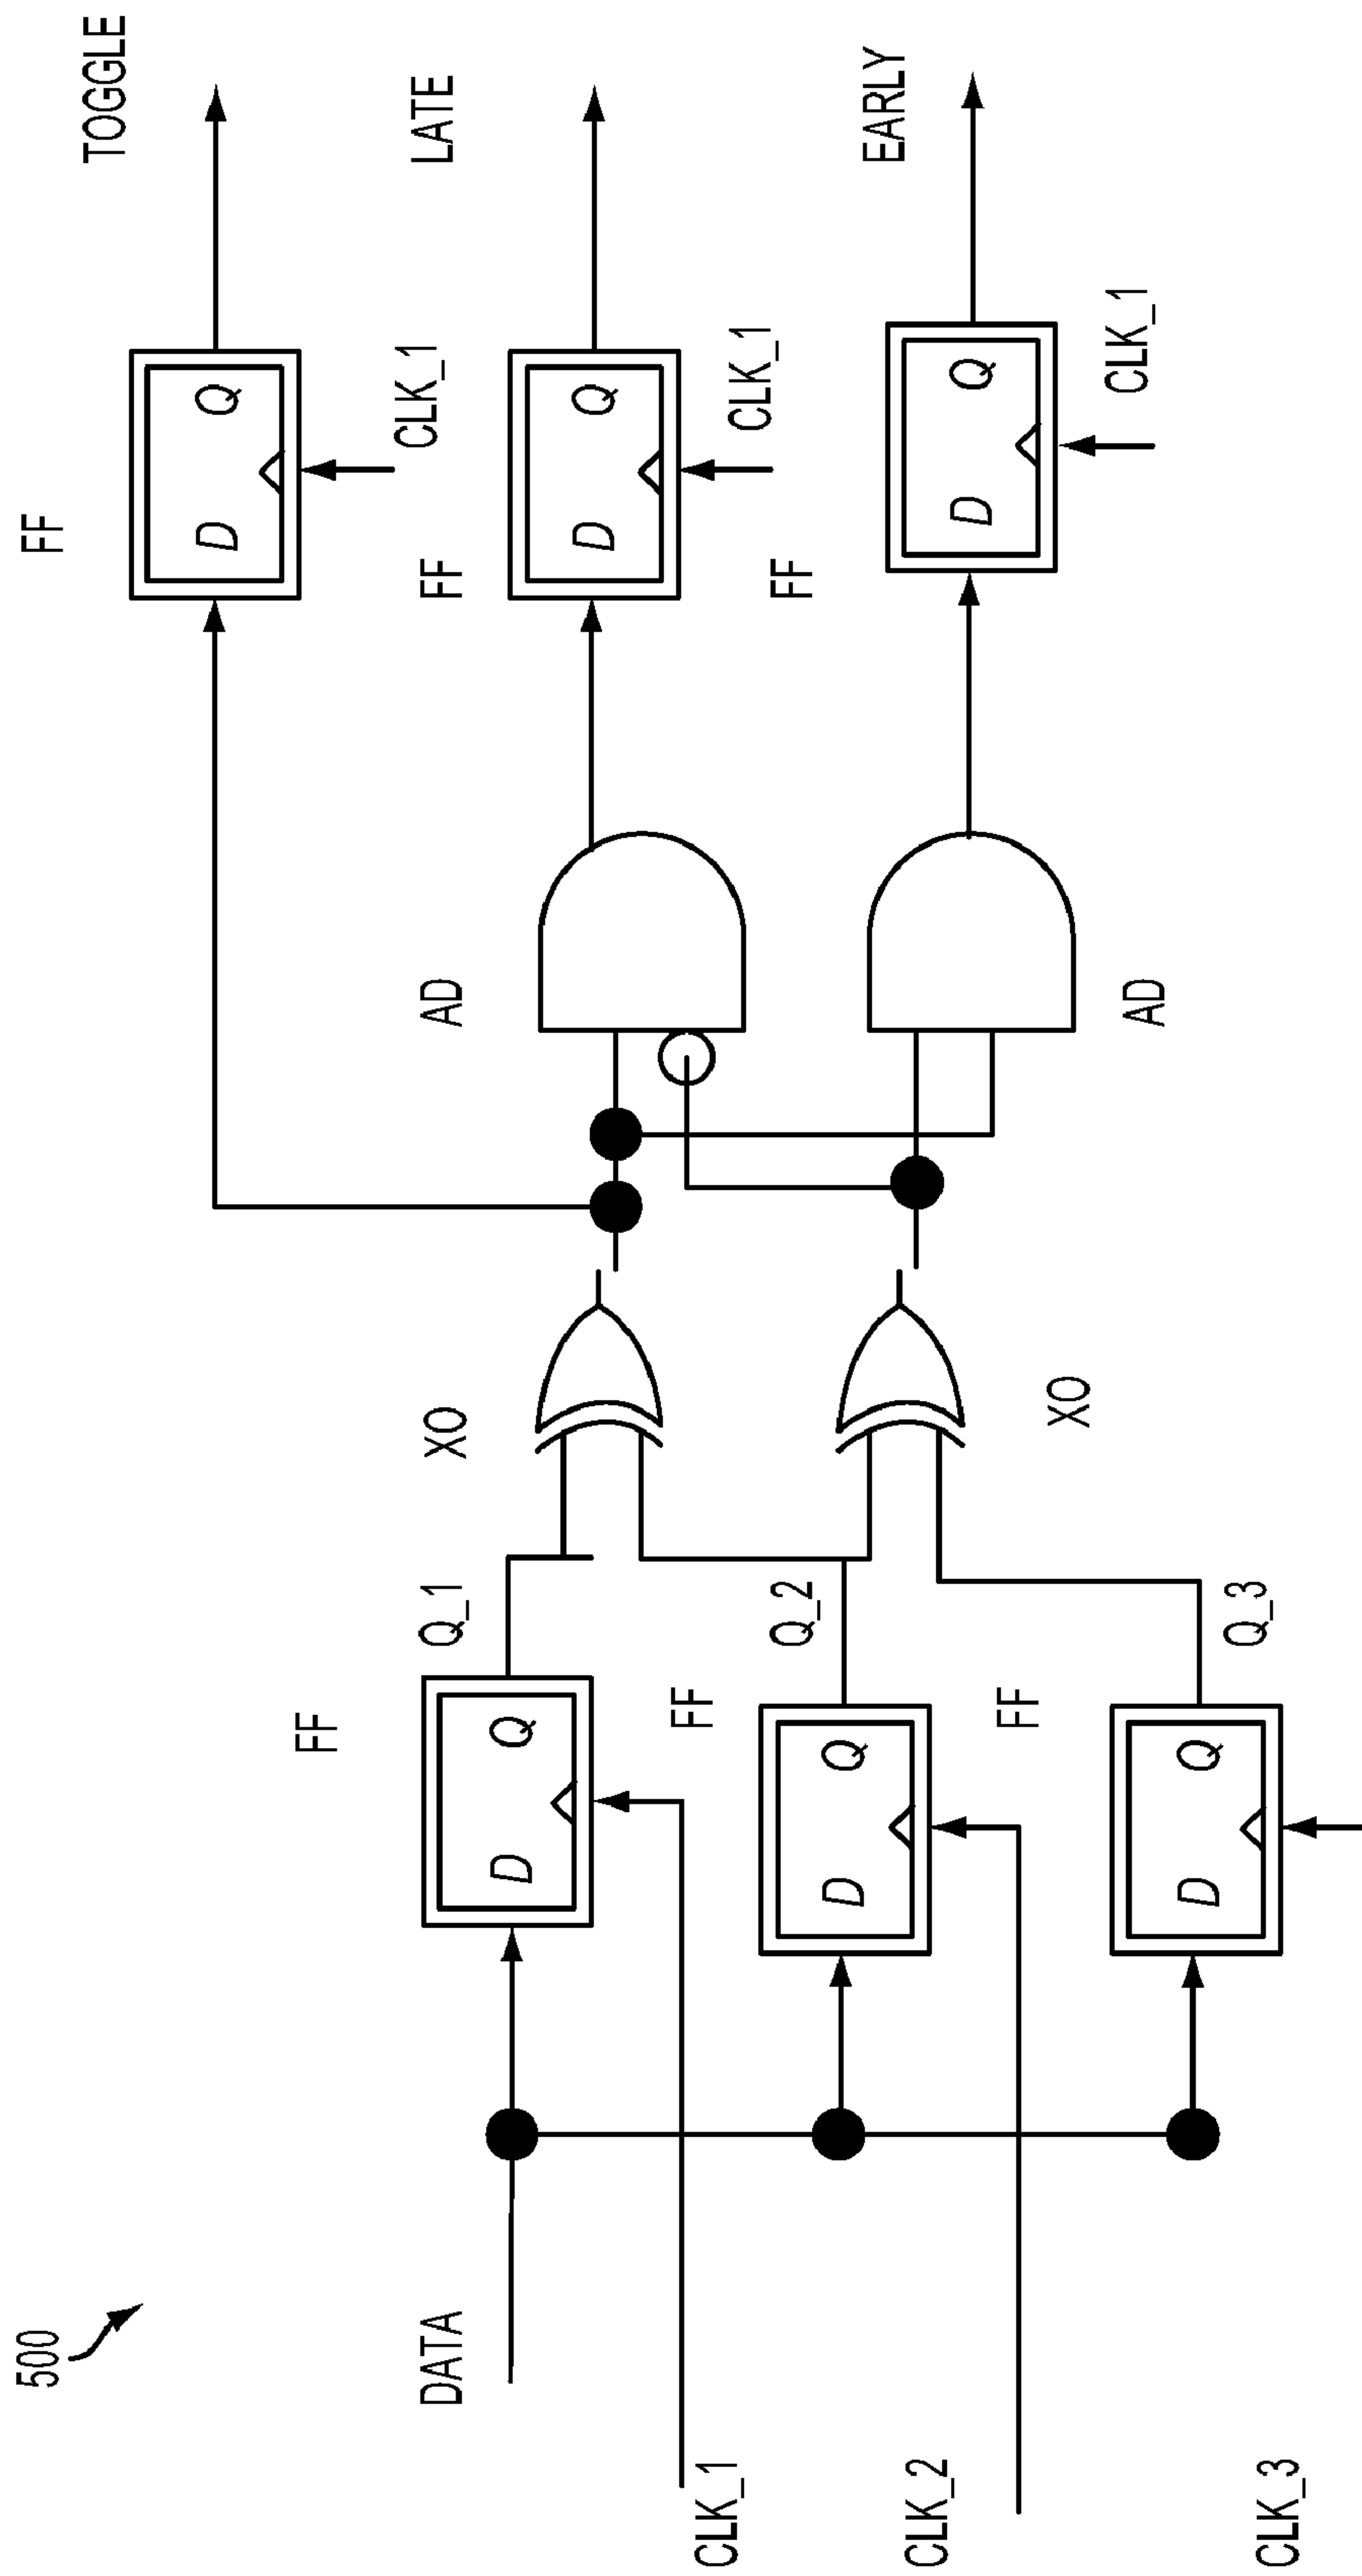 500
DATA
CLK_1
CLK_2
CLK_3
FF
D Q
Q_1
FF
D Q
Q_2
FF
D Q
Q_3
XO
XO
AD
AD
FF
D Q
CLK_1
TOGGLE
FF
D Q
CLK_1
LATE
FF
D Q
CLK_1
EARLY